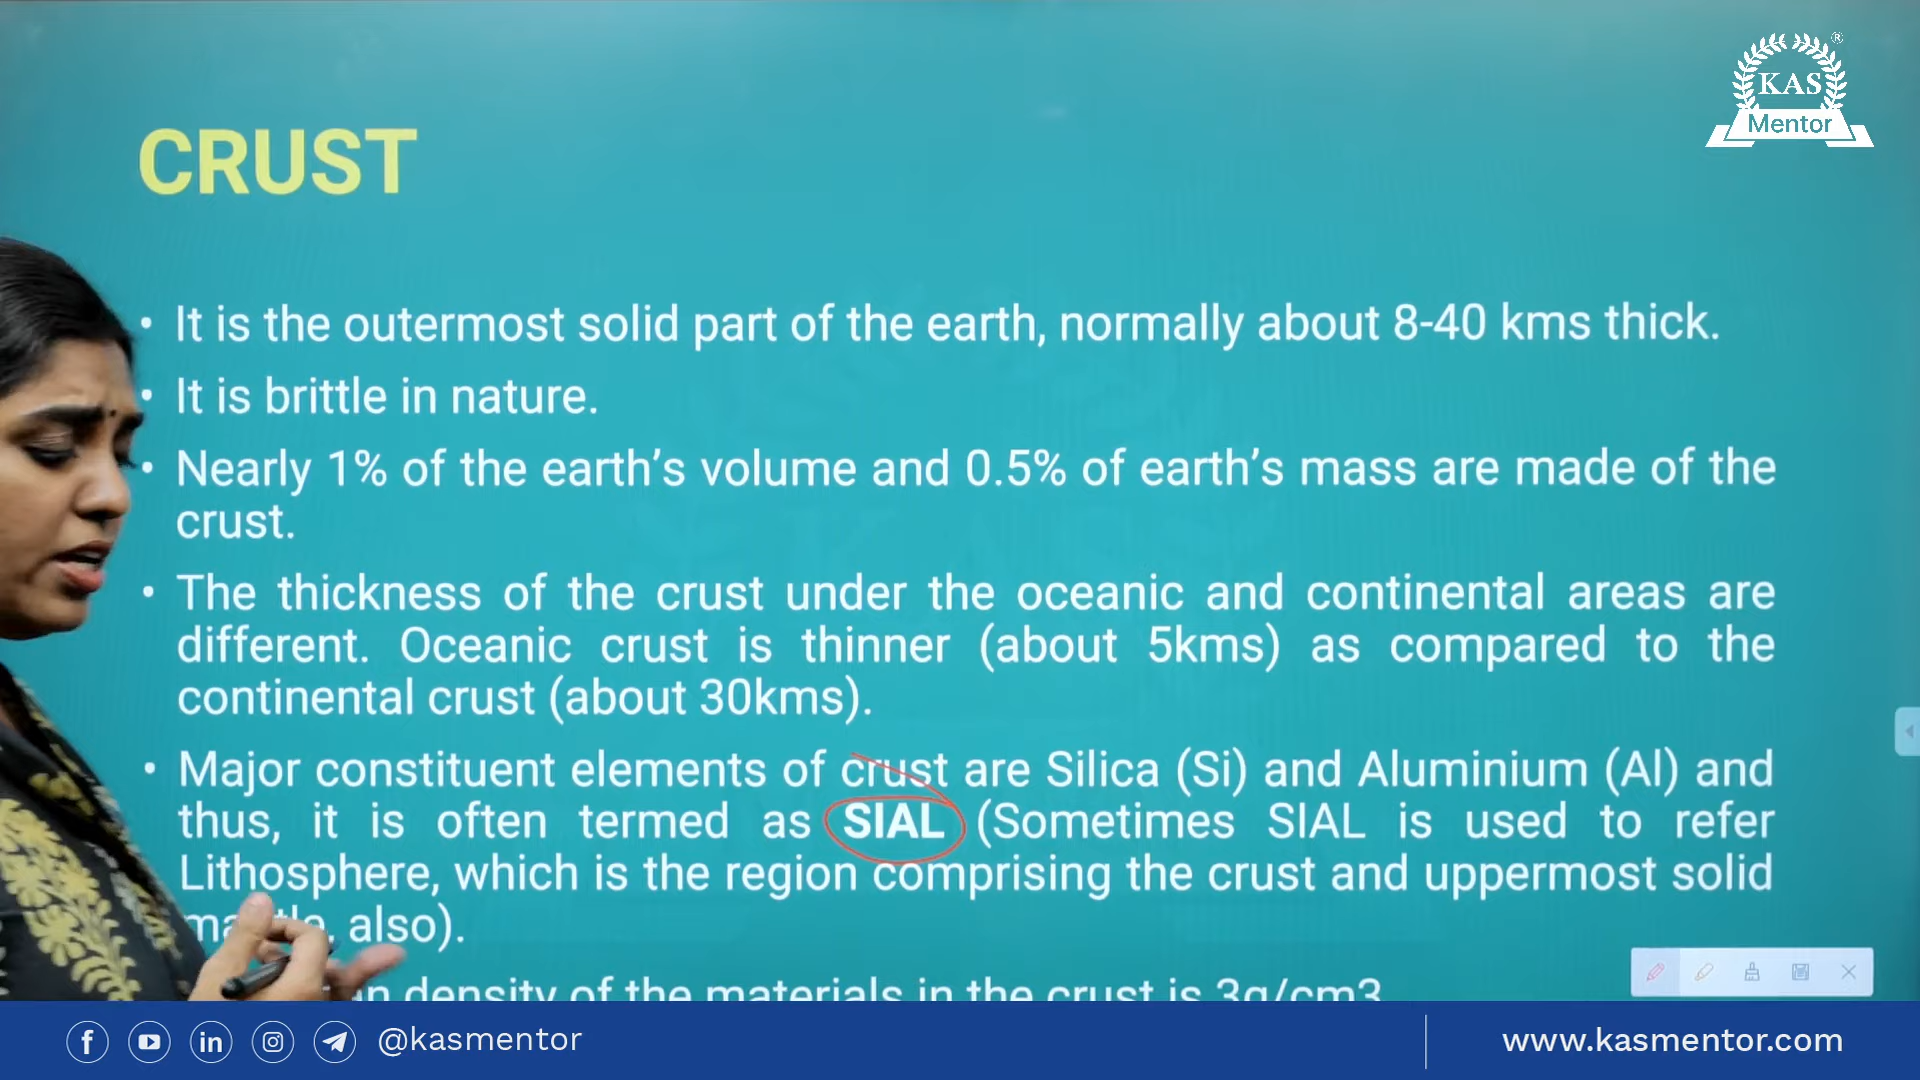 KAS
®
Mentor
CRUST
• It is the outermost solid part of the earth, normally about 8-40 kms thick.
• It is brittle in nature.
• Nearly 1% of the earth’s volume and 0.5% of earth’s mass are made of the
crust.
• The thickness of the crust under the oceanic and continental areas are
different. Oceanic crust is thinner (about 5kms) as compared to the
continental crust (about 30kms).
• Major constituent elements of crust are Silica (Si) and Aluminium (Al) and
thus, it is often termed as SIAL (Sometimes SIAL is used to refer
Lithosphere, which is the region comprising the crust and uppermost solid
also).
density of the materials in the crust is 3g/cm3
@kasmentor
www.kasmentor.com